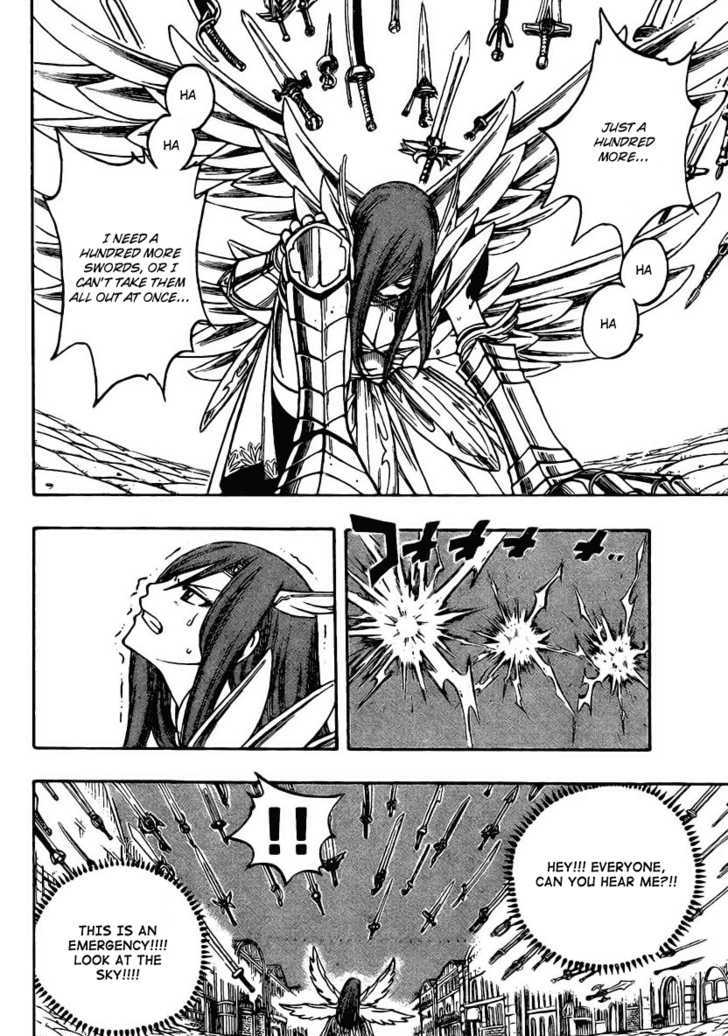 JUST A
HUNDRED
MORE...
HA
HA
HA
HA
I NEED A
HUNDRED MORE
SWORDS, OR I
CAN'T TAKE THEM
ALL OUT AT ONCE...
!!
HEY!!! EVERYONE,
CAN YOU HEAR ME?!!
THIS IS AN
EMERGENCY!!!!
LOOK AT THE
SKY!!!!